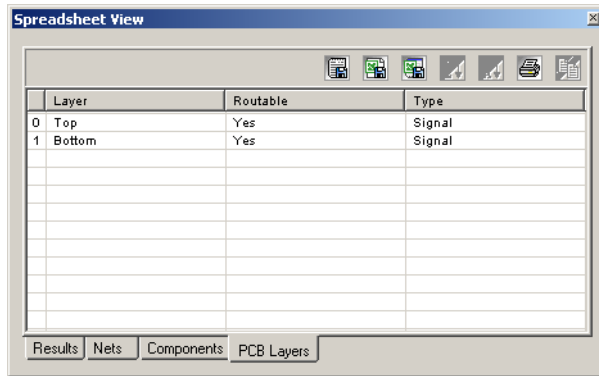 Spreadsheet View
Layer Routable Type
0 Top Yes Signal
1 Bottom Yes Signal
Results Nets Components PCB Layers